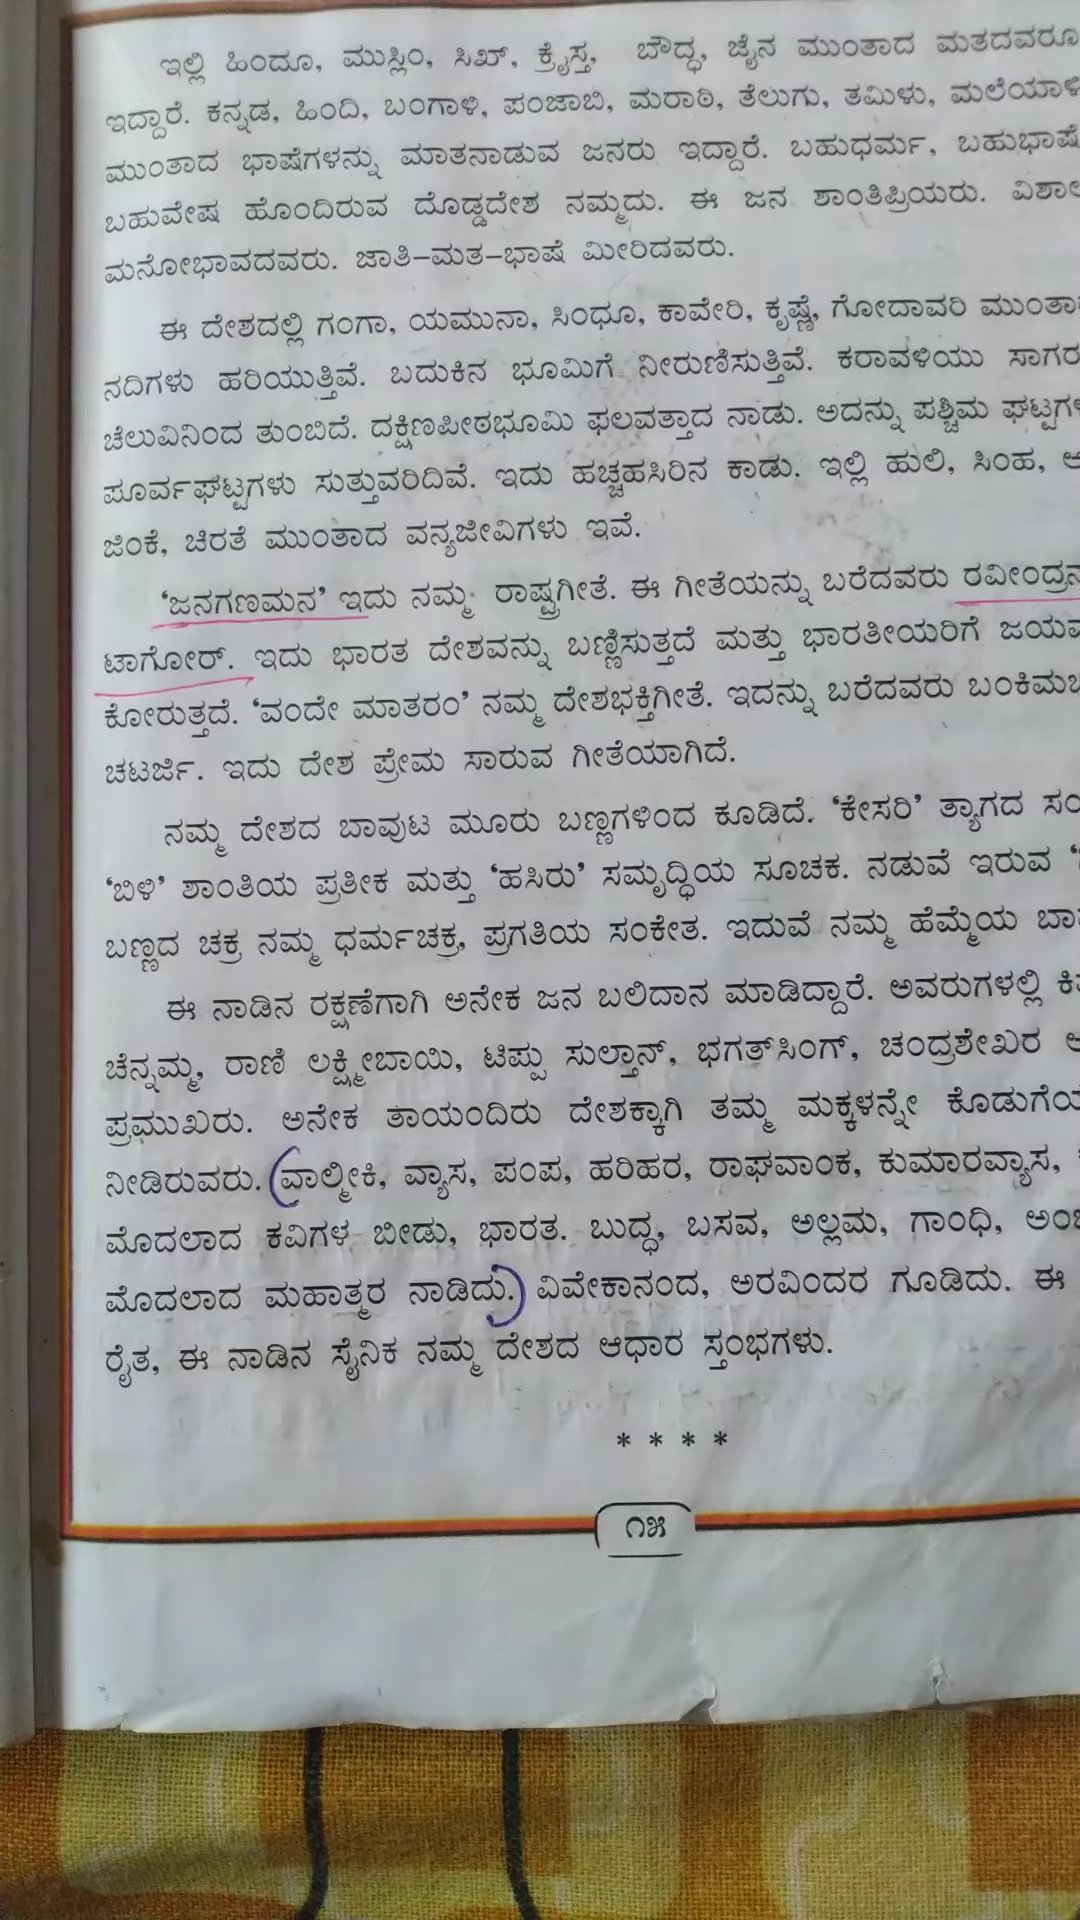 ಇಲ್ಲಿ ಹಿಂದೂ, ಮುಸ್ಲಿಂ, ಸಿಖ್, ಕ್ರೈಸ್ತ, ಬೌದ್ಧ, ಜೈನ ಮುಂತಾದ ಮತದವರೂ
ಇದ್ದಾರೆ. ಕನ್ನಡ, ಹಿಂದಿ, ಬಂಗಾಳಿ, ಪಂಜಾಬಿ, ಮರಾಠಿ, ತೆಲುಗು, ತಮಿಳು, ಮಲೆಯಾಳಿ
ಮುಂತಾದ ಭಾಷೆಗಳನ್ನು ಮಾತನಾಡುವ ಜನರು ಇದ್ದಾರೆ. ಬಹುಧರ್ಮ, ಬಹುಭಾಷೆ
ಬಹುವೇಷ ಹೊಂದಿರುವ ದೊಡ್ಡದೇಶ ನಮ್ಮದು. ಈ ಜನ ಶಾಂತಿಪ್ರಿಯರು.
ಮನೋಭಾವದವರು. ಜಾತಿ-ಮತ-ಭಾಷೆ ಮೀರಿದವರು.
ಈ ದೇಶದಲ್ಲಿ ಗಂಗಾ, ಯಮುನಾ, ಸಿಂಧೂ, ಕಾವೇರಿ, ಕೃಷ್ಣೆ, ಗೋದಾವರಿ
ನದಿಗಳು ಹರಿಯುತ್ತಿವೆ. ಬದುಕಿನ ಭೂಮಿಗೆ ನೀರುಣಿಸುತ್ತಿವೆ. ಕರಾವಳಿಯು ಸಾಗರ
ಚೆಲುವಿನಿಂದ ತುಂಬಿದೆ. ದಕ್ಷಿಣಪೀಠಭೂಮಿ ಫಲವತ್ತಾದ ನಾಡು. ಅದನ್ನು ಪಶ್ಚಿಮ
ಪೂರ್ವಘಟ್ಟಗಳು ಸುತ್ತುವರಿದಿವೆ. ಇದು ಹಚ್ಚಹಸಿರಿನ ಕಾಡು. ಇಲ್ಲಿ ಹುಲಿ, ಸಿಂಹ,
ಜಿಂಕೆ, ಚಿರತೆ ಮುಂತಾದ ವನ್ಯಜೀವಿಗಳು ಇವೆ.
‘ಜನಗಣಮನ’ ಇದು ನಮ್ಮ ರಾಷ್ಟ್ರಗೀತೆ. ಈ ಗೀತೆಯನ್ನು ಬರೆದವರು
ಟಾಗೋರ್. ಇದು ಭಾರತ ದೇಶವನ್ನು ಬಣ್ಣಿಸುತ್ತದೆ ಮತ್ತು ಭಾರತೀಯರಿಗೆ
ಕೋರುತ್ತದೆ. ‘ವಂದೇ ಮಾತರಂ’ ನಮ್ಮ ದೇಶಭಕ್ತಿಗೀತೆ. ಇದನ್ನು ಬರೆದವರು
ಚಟರ್ಜಿ. ಇದು ದೇಶ ಪ್ರೇಮ ಸಾರುವ ಗೀತೆಯಾಗಿದೆ.
ನಮ್ಮ ದೇಶದ ಬಾವುಟ ಮೂರು ಬಣ್ಣಗಳಿಂದ ಕೂಡಿದೆ. ‘ಕೇಸರಿ’ ತ್ಯಾಗದ
‘ಬಿಳಿ’ ಶಾಂತಿಯ ಪ್ರತೀಕ ಮತ್ತು ‘ಹಸಿರು’ ಸಮೃದ್ಧಿಯ ಸೂಚಕ. ನಡುವೆ ಇರುವ
ಬಣ್ಣದ ಚಕ್ರ ನಮ್ಮ ಧರ್ಮಚಕ್ರ, ಪ್ರಗತಿಯ ಸಂಕೇತ. ಇದುವೆ ನಮ್ಮ ಹೆಮ್ಮೆಯ
ಈ ನಾಡಿನ ರಕ್ಷಣೆಗಾಗಿ ಅನೇಕ ಜನ ಬಲಿದಾನ ಮಾಡಿದ್ದಾರೆ. ಅವರುಗಳಲ್ಲಿ
ಚೆನ್ನಮ್ಮ, ರಾಣಿ ಲಕ್ಷ್ಮೀಬಾಯಿ, ಟಿಪ್ಪು ಸುಲ್ತಾನ್, ಭಗತ್‌ಸಿಂಗ್, ಚಂದ್ರಶೇಖರ
ಪ್ರಮುಖರು. ಅನೇಕ ತಾಯಂದಿರು ದೇಶಕ್ಕಾಗಿ ತಮ್ಮ ಮಕ್ಕಳನ್ನೇ
ನೀಡಿರುವರು. (ವಾಲ್ಮೀಕಿ, ವ್ಯಾಸ, ಪಂಪ, ಹರಿಹರ, ರಾಘವಾಂಕ, ಕುಮಾರವ್ಯಾಸ,
ಮೊದಲಾದ ಕವಿಗಳ ಬೀಡು, ಭಾರತ. ಬುದ್ಧ, ಬಸವ, ಅಲ್ಲಮ, ಗಾಂಧಿ,
ಮೊದಲಾದ ಮಹಾತ್ಮರ ನಾಡಿದು.) ವಿವೇಕಾನಂದ, ಅರವಿಂದರ ಗೂಡಿದು. ಈ
ರೈತ, ಈ ನಾಡಿನ ಸೈನಿಕ ನಮ್ಮ ದೇಶದ ಆಧಾರ ಸ್ತಂಭಗಳು.
* * * *
೧೫